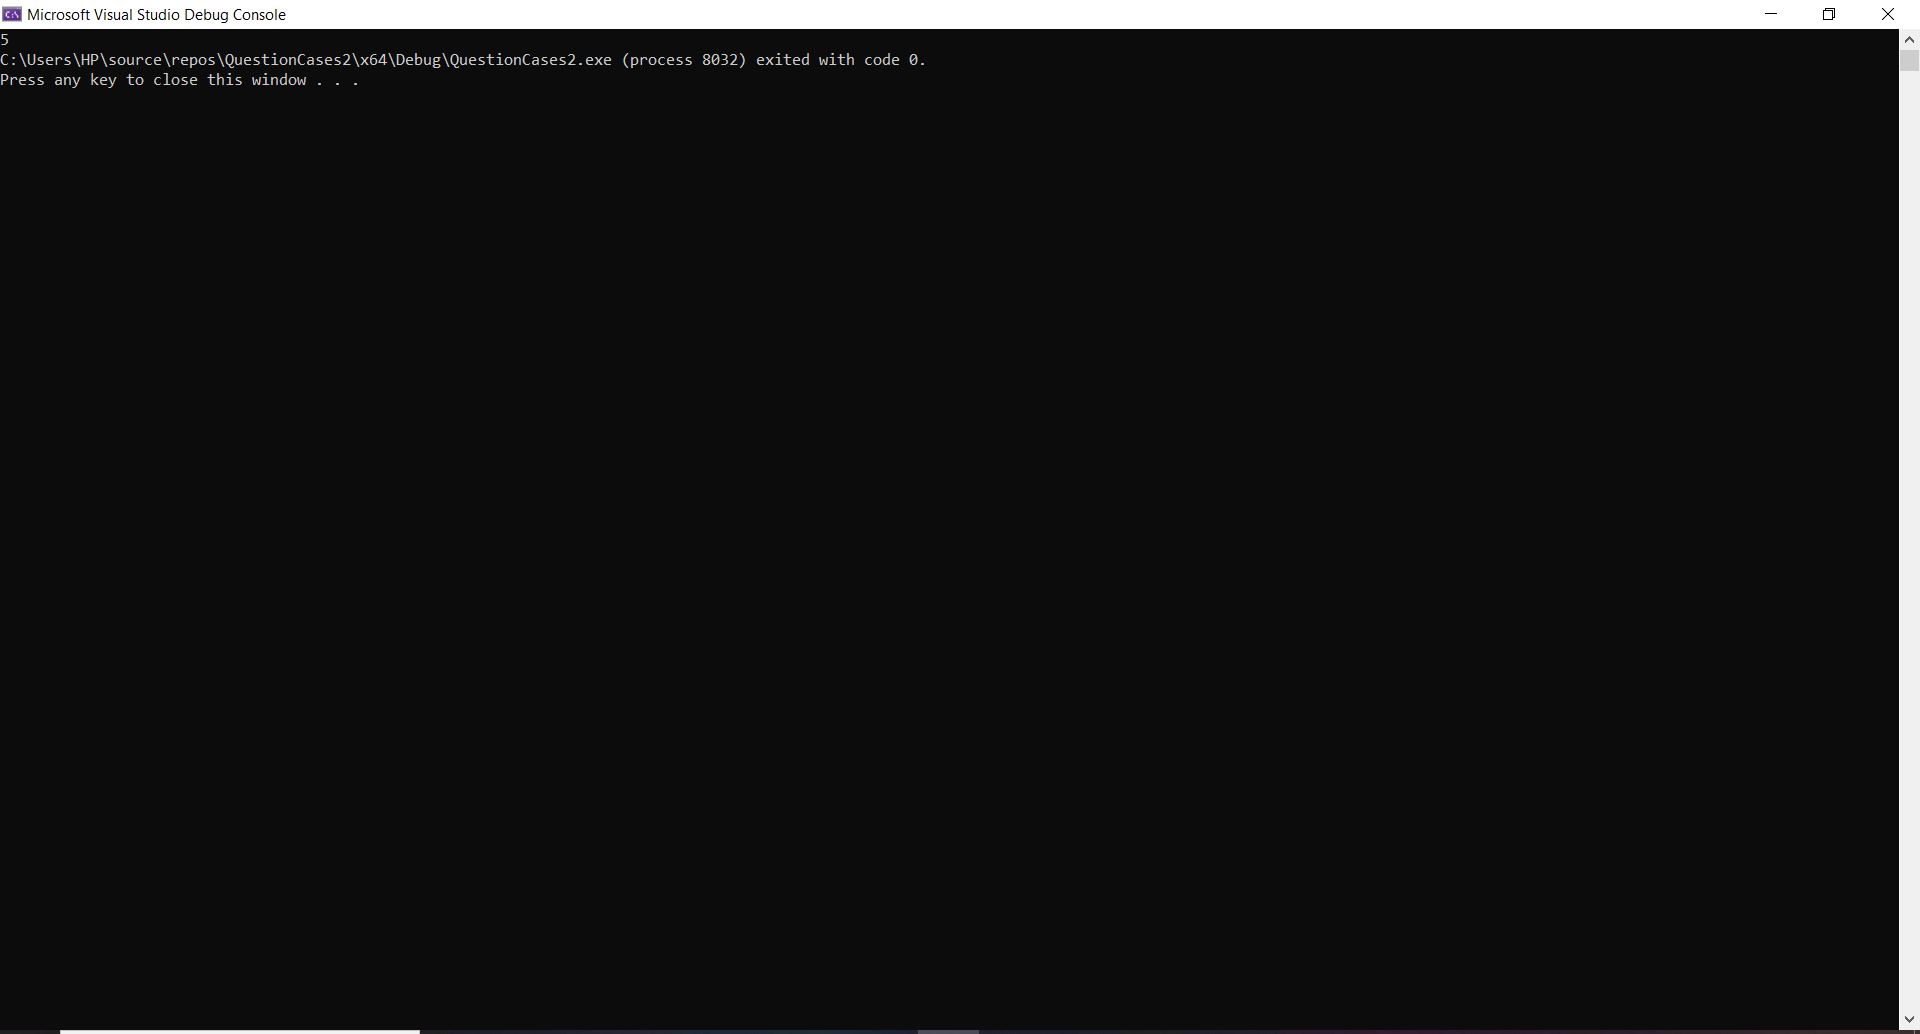 Microsoft Visual Studio Debug Console
5
C:\Users\HP\source\repos\QuestionCases2\x64\Debug\QuestionCases2.exe (process 8032) exited with code 0.
Press any key to close this window . . .